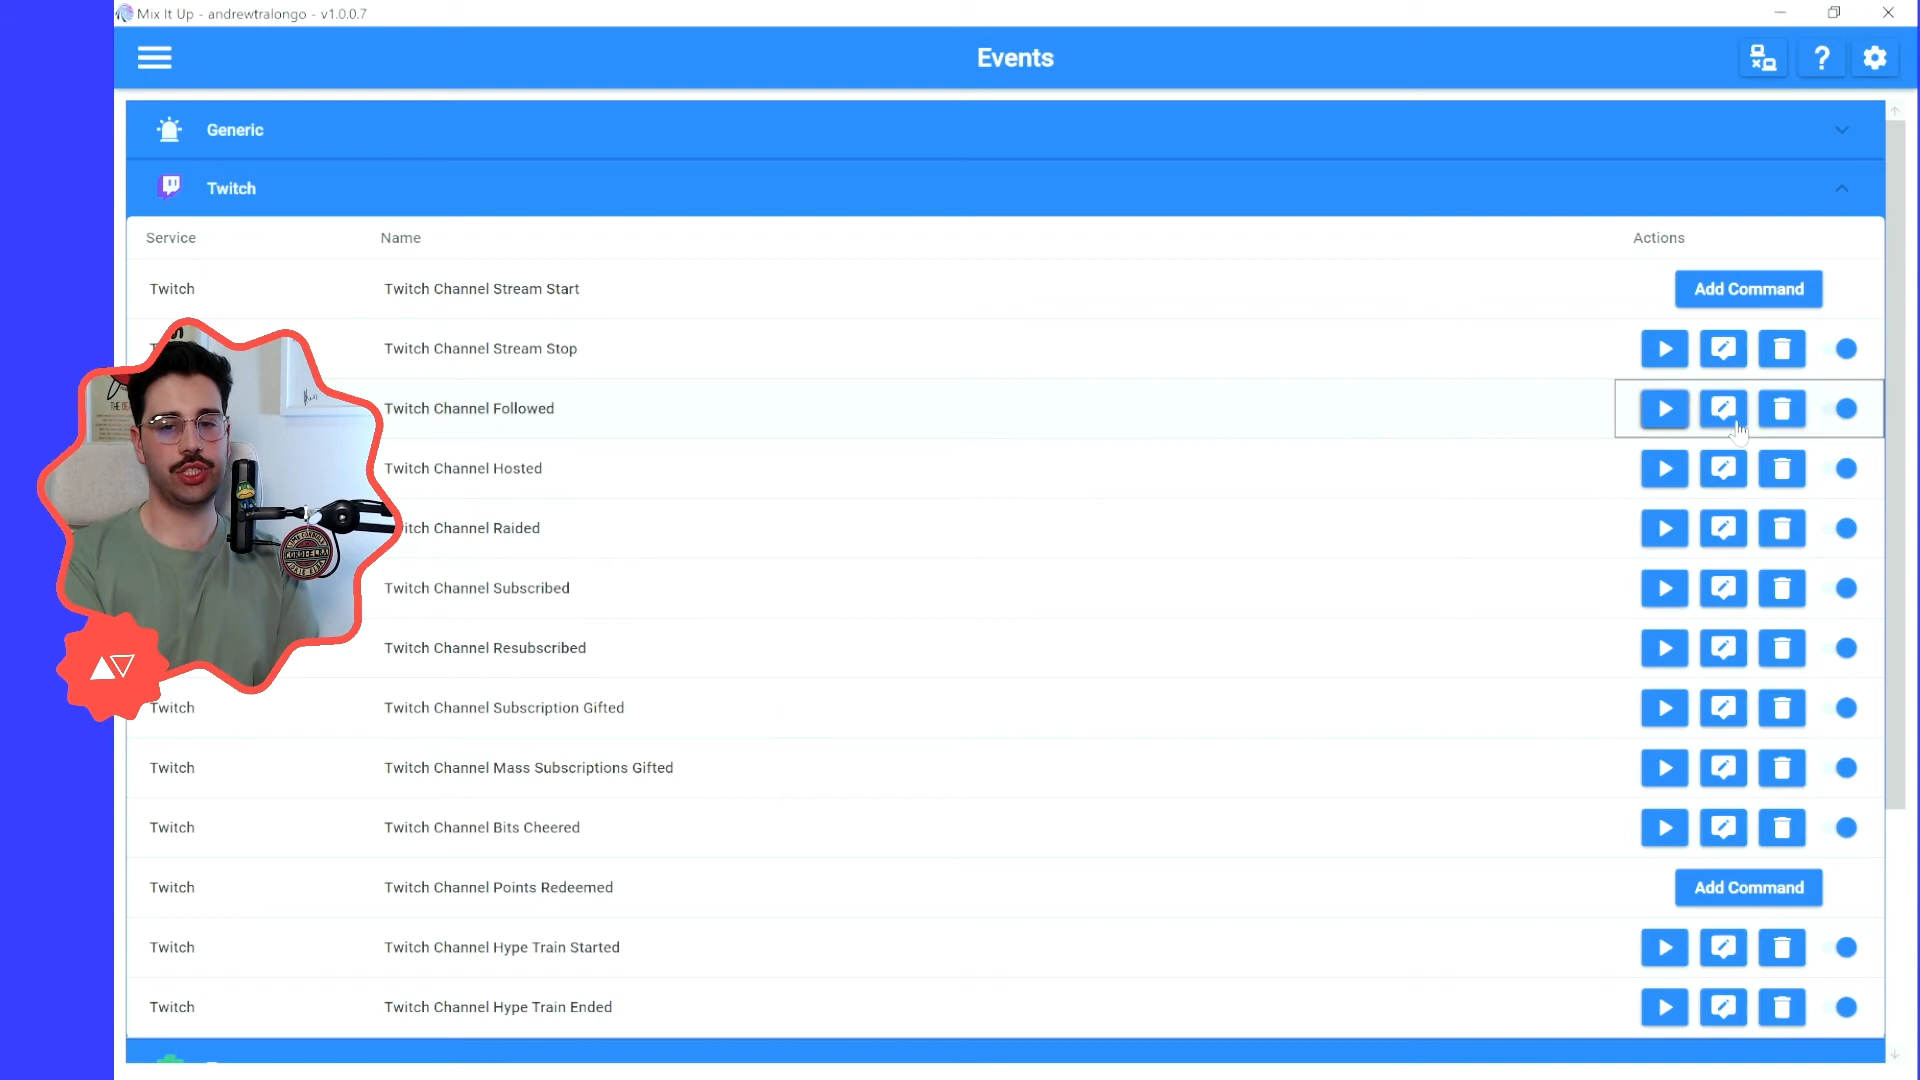 Mix It Up - andrewtralongo - v1.0.0.7
Events
Generic
Twitch
Service Name Actions
Twitch Twitch Channel Stream Start Add Command
Twitch Channel Stream Stop
Twitch Channel Followed
Twitch Channel Hosted
Channel Raided
Twitch Channel Subscribed
Twitch Channel Resubscribed
Twitch Twitch Channel Subscription Gifted
Twitch Twitch Channel Mass Subscriptions Gifted
Twitch Twitch Channel Bits Cheered
Twitch Twitch Channel Points Redeemed Add Command
Twitch Twitch Channel Hype Train Started
Twitch Twitch Channel Hype Train Ended